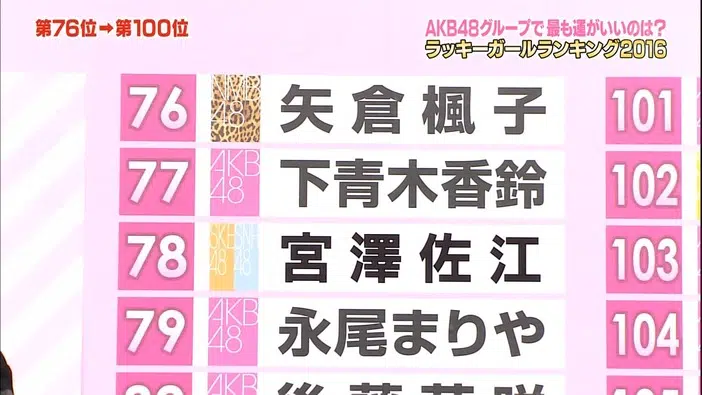 第76位➡第100位
AKB48グループで最も運がいいのは?
ラッキーガールランキング2016
76 矢倉楓子
77 AKB48 下青木香鈴
78 SKE48 SNH48 宮澤佐江
79 AKB48 永尾まりや
AKB
101
102
103
104